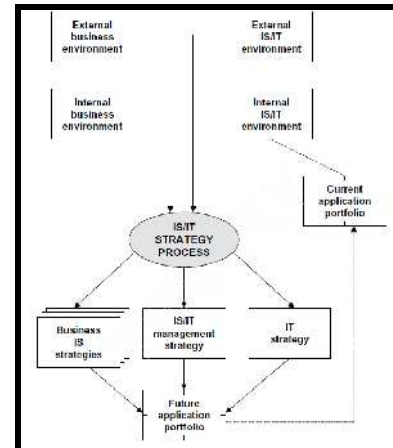 External
business
environment
External
IS/IT
environment
Internal
business
environment
Internal
IS/IT
environment
Current
application
portfolio
IS/IT
STRATEGY
PROCESS
Business
IS
strategies
IS/IT
management
strategy
IT
strategy
Future
application
portfolio